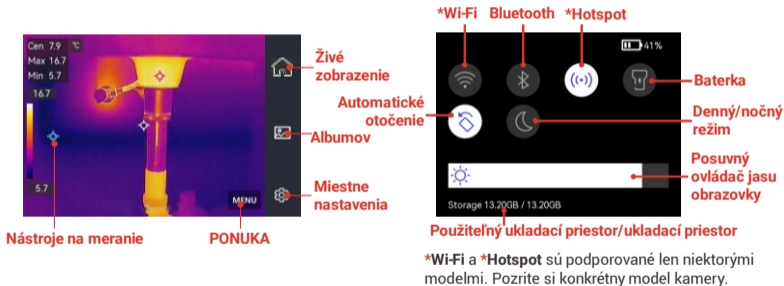 *Wi-Fi Bluetooth *Hotspot
Cen 7.9 °C
Max 16.7
Min 5.7
16.7
5.7
MENU
Živé
zobrazenie
Albumov
Miestne
nastavenia
Nástroje na meranie
PONUKA
41%
Automatické
otočenie
Baterka
Denný/nočný
režim
Posuvný
ovládač jasu
obrazovky
Storage 13.20GB / 13.20GB
Použiteľný ukladací priestor/ukladací priestor
*Wi-Fi a *Hotspot sú podporované len niektorými
modelmi. Pozrite si konkrétny model kamery.